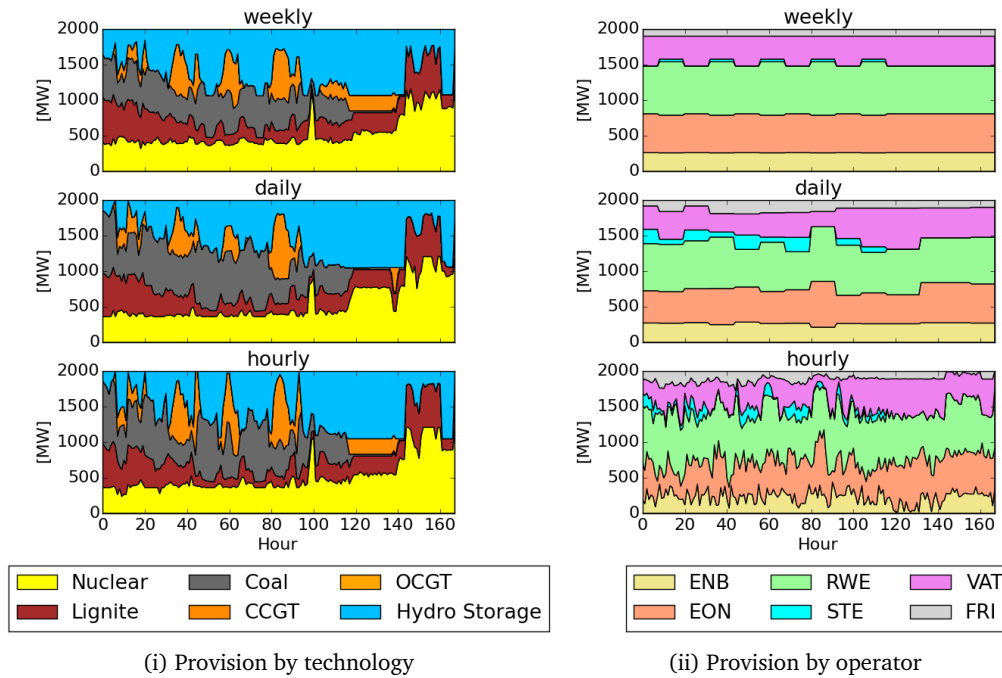 weekly
2000
1500
1000
500
0
[MW]
daily
2000
1500
1000
500
0
[MW]
hourly
2000
1500
1000
500
0
[MW]
0 20 40 60 80 100 120 140 160
Hour
Nuclear Coal OCGT
Lignite CCGT Hydro Storage
(i) Provision by technology
weekly
2000
1500
1000
500
0
[MW]
daily
2000
1500
1000
500
0
[MW]
hourly
2000
1500
1000
500
0
[MW]
0 20 40 60 80 100 120 140 160
Hour
ENB RWE VAT
EON STE FRI
(ii) Provision by operator